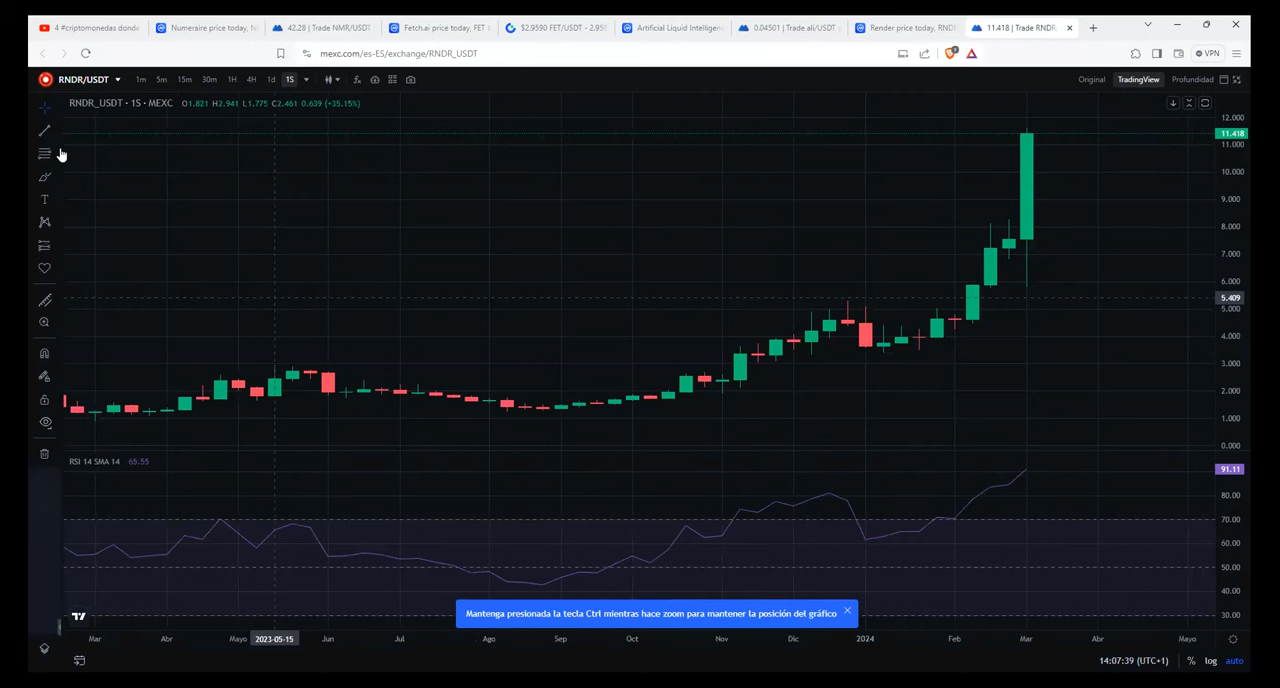 4 #criptomonedas donde
Numeraire price today, N
42.28 | Trade NMR/USDT
Fetch.ai price today, FET t
$2.9590 FET/USDT - 2.959
Artificial Liquid Intelligenc
0.04501 | Trade ali/USDT s
Render price today, RND
11.418 | Trade RNDR/
mexc.com/es-ES/exchange/RNDR_USDT
VPN
RNDR/USDT
1m 5m 15m 30m 1H 4H 1d 1S
Original TradingView Profundidad
RNDR_USDT · 1S · MEXC O1.821 H2.941 L1.775 C2.461 0.639 (+35.15%)
12.000
11.418
11.000
10.000
9.000
8.000
7.000
6.000
5.409
5.000
4.000
3.000
2.000
1.000
0.000
RSI 14 SMA 14 65.55
91.11
80.00
70.00
60.00
50.00
40.00
30.00
Mantenga presionada la tecla Ctrl mientras hace zoom para mantener la posición del gráfico
Mar Abr Mayo 2023-05-15 Jun Jul Ago Sep Oct Nov Dic 2024 Feb Mar Abr Mayo
14:07:39 (UTC+1) % log auto